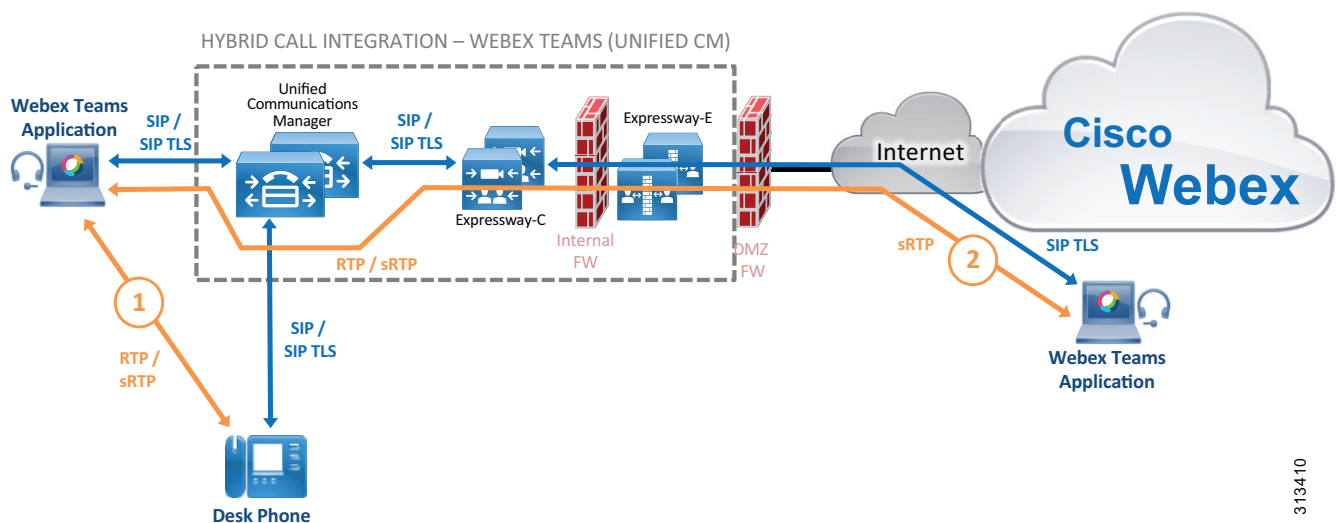 HYBRID CALL INTEGRATION – WEBEX TEAMS (UNIFIED CM)
Webex Teams
Application
SIP /
SIP TLS
Unified
Communications
Manager
SIP /
SIP TLS
Expressway-C
Internal
FW
Expressway-E
DMZ
FW
Internet
Cisco
Webex
RTP / sRTP
sRTP
2
SIP TLS
Webex Teams
Application
1
RTP /
sRTP
SIP /
SIP TLS
Desk Phone
313410